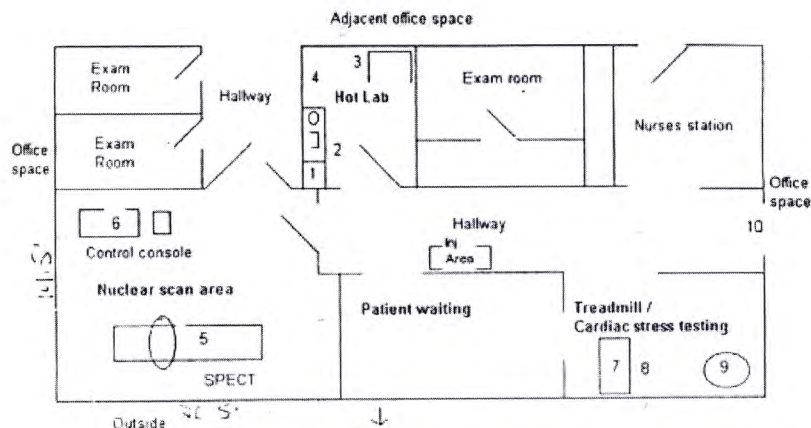 Adjacent office space
Exam
Room
Hallway
4
3
Hot Lab
Exam room
Nurses station
Exam
Room
Office
space
2
1
Office
space
6
Control console
Hallway
10
Inj
Area
Nuclear scan area
Patient waiting
Treadmill /
Cardiac stress testing
5
7
8
9
SPECT
Outside